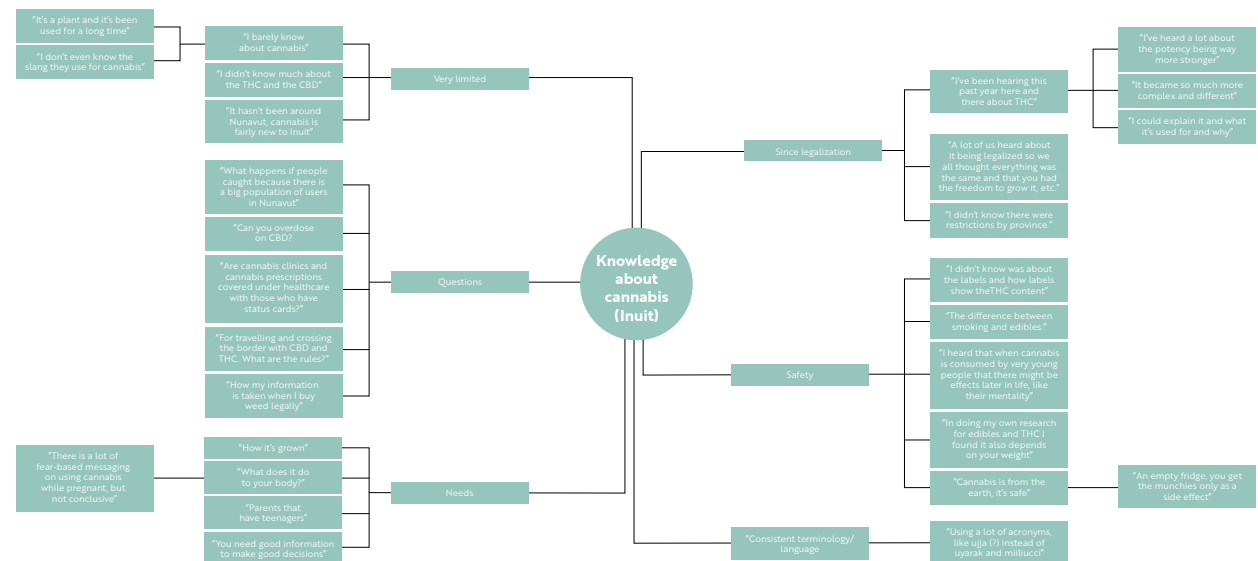 "It's a plant and it's been
used for a long time"
"I don't even know the
slang they use for cannabis"
"I barely know
about cannabis"
"I didn't know much about
the THC and the CBD"
"It hasn't been around
Nunavut, cannabis is
fairly new to Inuit"
Very limited
"What happens if people
caught because there is
a big population of users
in Nunavut"
"Can you overdose
on CBD?
"Are cannabis clinics and
cannabis prescriptions
covered under healthcare
with those who have
status cards?"
"For travelling and crossing
the border with CBD and
THC. What are the rules?"
"How my information
is taken when I buy
weed legally"
Questions
"There is a lot of
fear-based messaging
on using cannabis
while pregnant, but
not conclusive"
"How it's grown"
"What does it do
to your body?"
"Parents that
have teenagers"
"You need good information
to make good decisions"
Needs
Knowledge
about
cannabis
(Inuit)
Since legalization
"I've been hearing this
past year here and
there about THC"
"I've heard a lot about
the potency being way
more stronger"
"It became so much more
complex and different"
"I could explain it and what
it's used for and why"
"A lot of us heard about
it being legalized so we
all thought everything was
the same and that you had
the freedom to grow it, etc."
"I didn't know there were
restrictions by province."
Safety
"I didn't know was about
the labels and how labels
show theTHC content"
"The difference between
smoking and edibles."
"I heard that when cannabis
is consumed by very young
people that there might be
effects later in life, like
their mentality"
"In doing my own research
for edibles and THC I
found it also depends
on your weight"
"Cannabis is from the
earth, it's safe"
"An empty fridge, you get
the munchies only as a
side effect"
"Consistent terminology/
language
"Using a lot of acronyms,
like ujja (?) instead of
uyarak and miiliucci"